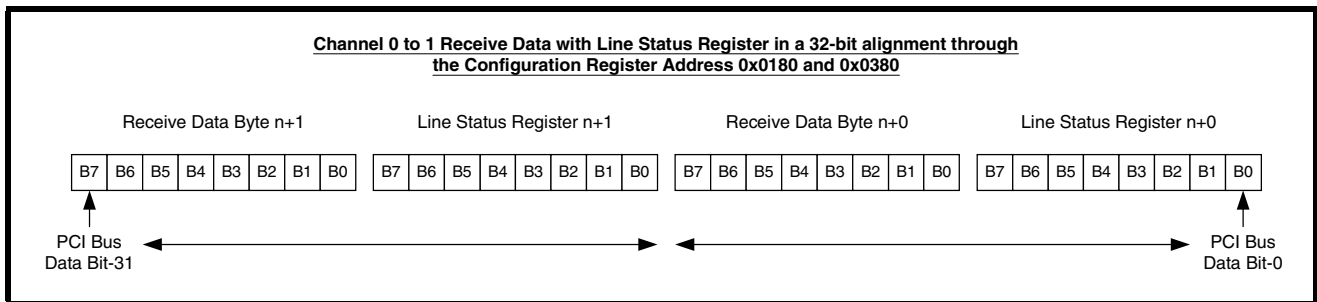 Channel 0 to 1 Receive Data with Line Status Register in a 32-bit alignment through
the Configuration Register Address 0x0180 and 0x0380
Receive Data Byte n+1 Line Status Register n+1 Receive Data Byte n+0 Line Status Register n+0
B7 B6 B5 B4 B3 B2 B1 B0 B7 B6 B5 B4 B3 B2 B1 B0 B7 B6 B5 B4 B3 B2 B1 B0 B7 B6 B5 B4 B3 B2 B1 B0
PCI Bus PCI Bus
Data Bit-31 Data Bit-0